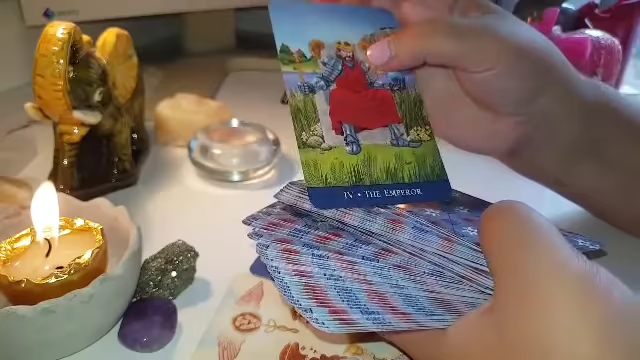 IV • THE EMPEROR